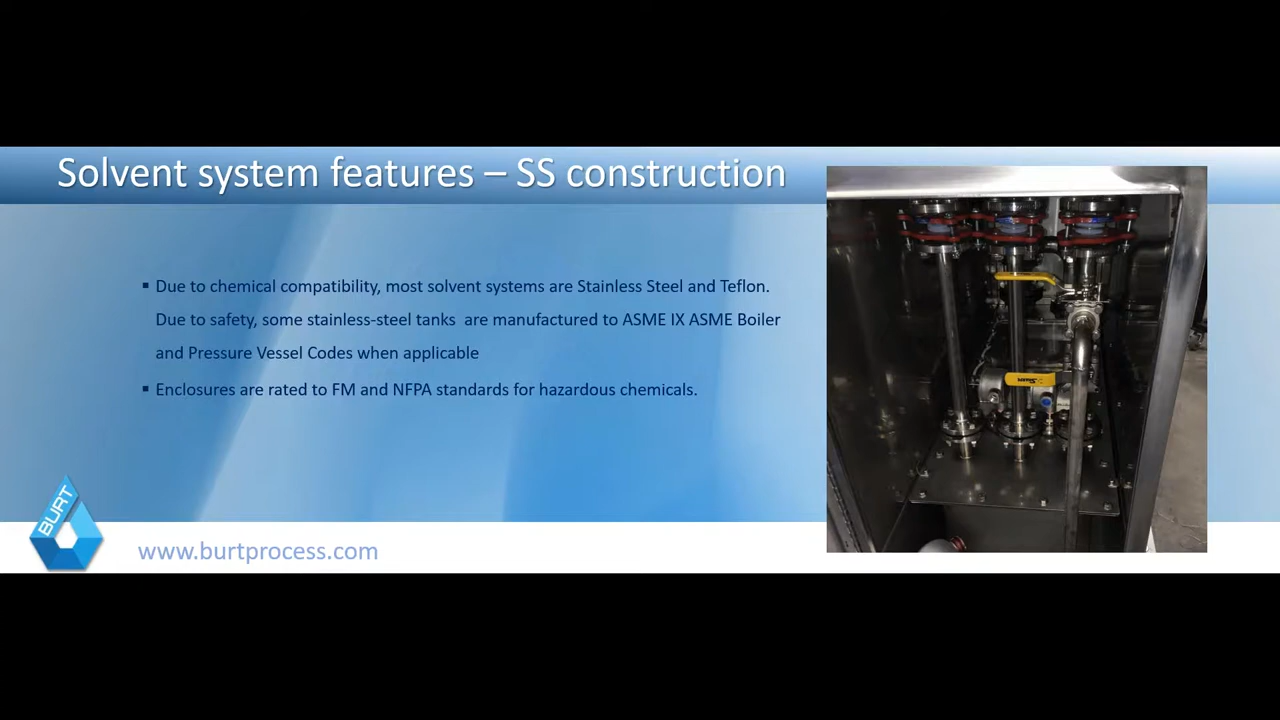 Solvent system features – SS construction
▪ Due to chemical compatibility, most solvent systems are Stainless Steel and Teflon.
Due to safety, some stainless-steel tanks  are manufactured to ASME IX ASME Boiler
and Pressure Vessel Codes when applicable
▪ Enclosures are rated to FM and NFPA standards for hazardous chemicals.
BURT
www.burtprocess.com